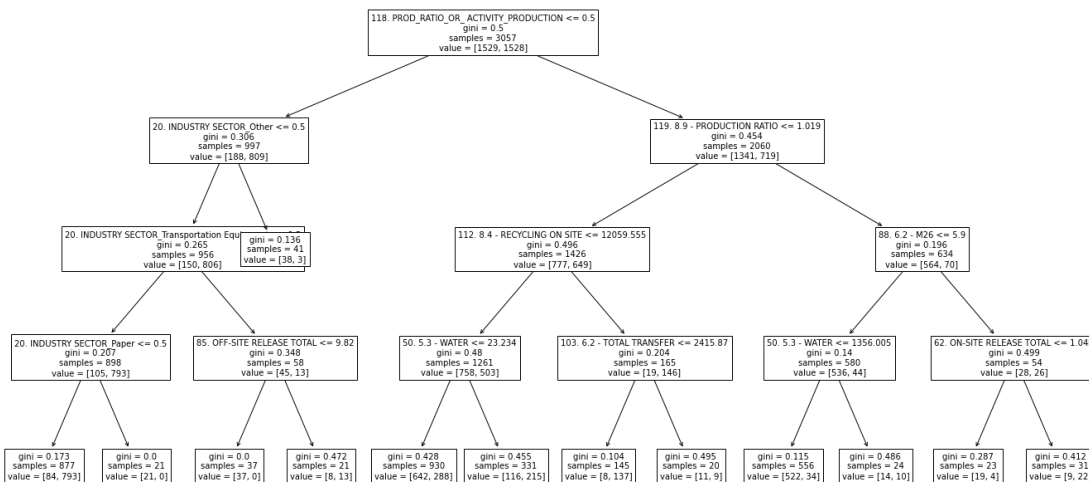 118. PROD_RATIO_OR_ ACTIVITY_PRODUCTION <= 0.5
gini = 0.5
samples = 3057
value = [1529, 1528]
20. INDUSTRY SECTOR_Other <= 0.5
gini = 0.306
samples = 997
value = [188, 809]
119. 8.9 - PRODUCTION RATIO <= 1.019
gini = 0.454
samples = 2060
value = [1341, 719]
20. INDUSTRY SECTOR_Transportation
gini = 0.265
samples = 956
value = [150, 806]
gini = 0.136
samples = 41
value = [38, 3]
112. 8.4 - RECYCLING ON SITE <= 12059.555
gini = 0.496
samples = 1426
value = [777, 649]
88. 6.2 - M26 <= 5.9
gini = 0.196
samples = 634
value = [564, 70]
20. INDUSTRY SECTOR_Paper <= 0.5
gini = 0.207
samples = 898
value = [105, 793]
85. OFF-SITE RELEASE TOTAL <= 9.82
gini = 0.348
samples = 58
value = [45, 13]
50. 5.3 - WATER <= 23.234
gini = 0.48
samples = 1261
value = [758, 503]
103. 6.2 - TOTAL TRANSFER <= 2415.87
gini = 0.204
samples = 165
value = [19, 146]
50. 5.3 - WATER <= 1356.005
gini = 0.14
samples = 580
value = [536, 44]
62. ON-SITE RELEASE TOTAL <= 1.04
gini = 0.499
samples = 54
value = [28, 26]
gini = 0.173
samples = 877
value = [84, 793]
gini = 0.0
samples = 21
value = [21, 0]
gini = 0.0
samples = 37
value = [37, 0]
gini = 0.472
samples = 21
value = [8, 13]
gini = 0.428
samples = 930
value = [642, 288]
gini = 0.455
samples = 331
value = [116, 215]
gini = 0.104
samples = 145
value = [8, 137]
gini = 0.495
samples = 20
value = [11, 9]
gini = 0.115
samples = 556
value = [522, 34]
gini = 0.486
samples = 24
value = [14, 10]
gini = 0.287
samples = 23
value = [19, 4]
gini = 0.412
samples = 31
value = [9, 22